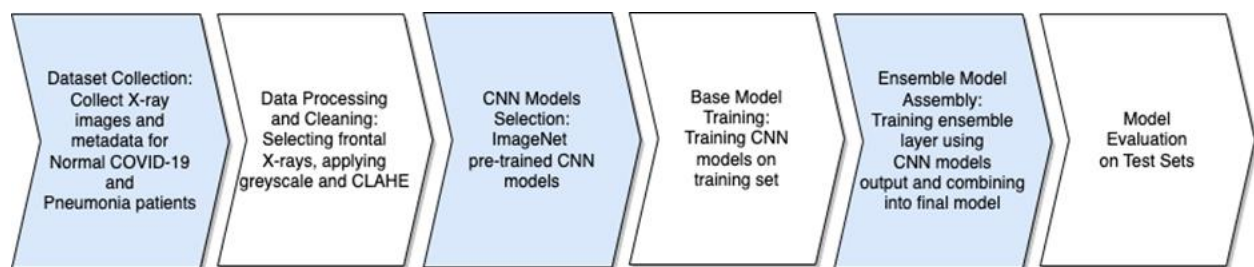 Dataset Collection:
Collect X-ray
images and
metadata for
Normal COVID-19
and
Pneumonia patients
Data Processing
and Cleaning:
Selecting frontal
X-rays, applying
greyscale and CLAHE
CNN Models
Selection:
ImageNet
pre-trained CNN
models
Base Model
Training:
Training CNN
models on
training set
Ensemble Model
Assembly:
Training ensemble
layer using
CNN models
output and combining
into final model
Model
Evaluation
on Test Sets